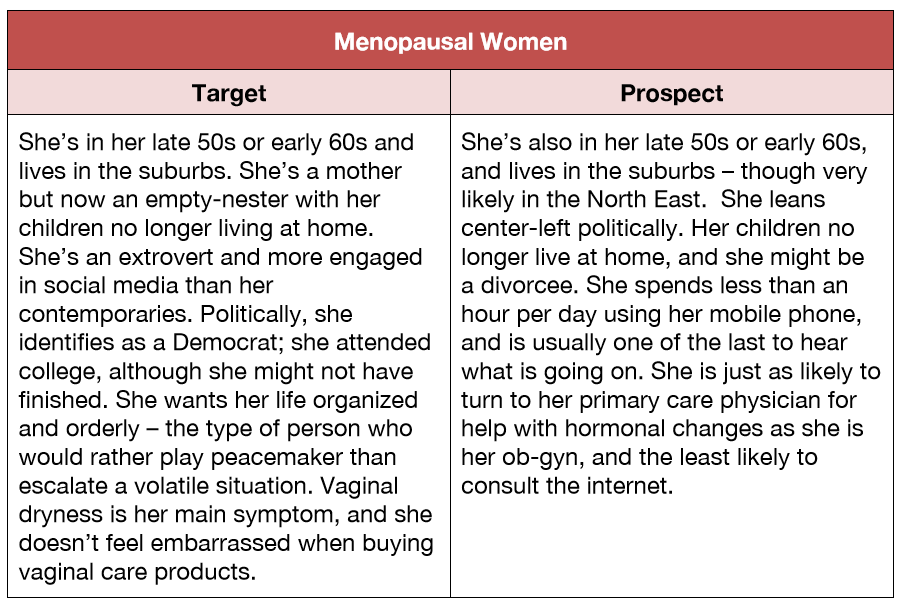 Menopausal Women
Target
Prospect
She’s in her late 50s or early 60s and
lives in the suburbs. She’s a mother
but now an empty-nester with her
children no longer living at home.
She’s an extrovert and more engaged
in social media than her
contemporaries. Politically, she
identifies as a Democrat; she attended
college, although she might not have
finished. She wants her life organized
and orderly – the type of person who
would rather play peacemaker than
escalate a volatile situation. Vaginal
dryness is her main symptom, and she
doesn’t feel embarrassed when buying
vaginal care products.
She’s also in her late 50s or early 60s,
and lives in the suburbs – though very
likely in the North East.  She leans
center-left politically. Her children no
longer live at home, and she might be
a divorcee. She spends less than an
hour per day using her mobile phone,
and is usually one of the last to hear
what is going on. She is just as likely to
turn to her primary care physician for
help with hormonal changes as she is
her ob-gyn, and the least likely to
consult the internet.